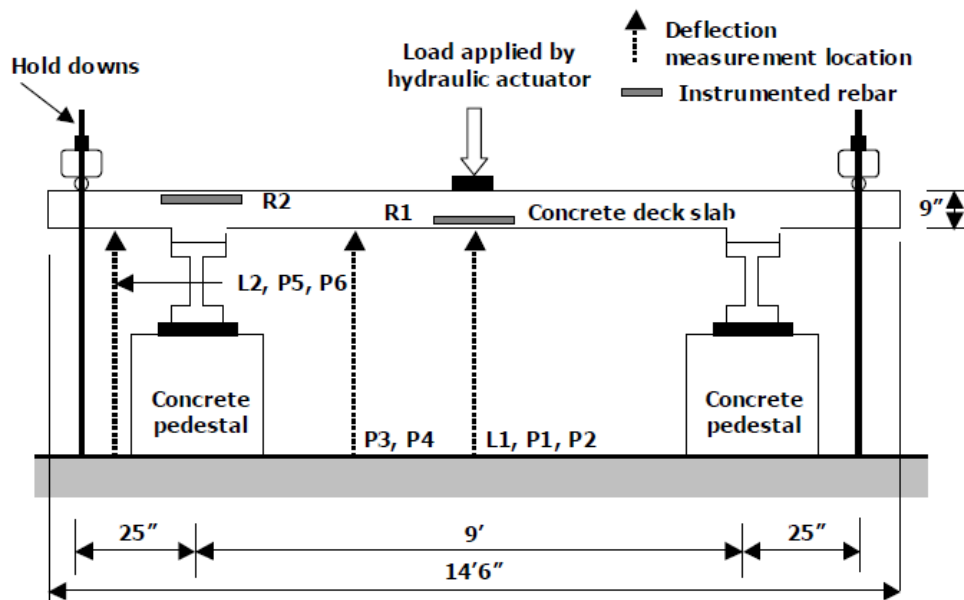 Deflection
measurement location
Load applied by
hydraulic actuator
Hold downs
Instrumented rebar
R2
R1
Concrete deck slab
9”
L2, P5, P6
Concrete
pedestal
Concrete
pedestal
P3, P4
L1, P1, P2
25”
9’
25”
14’6”